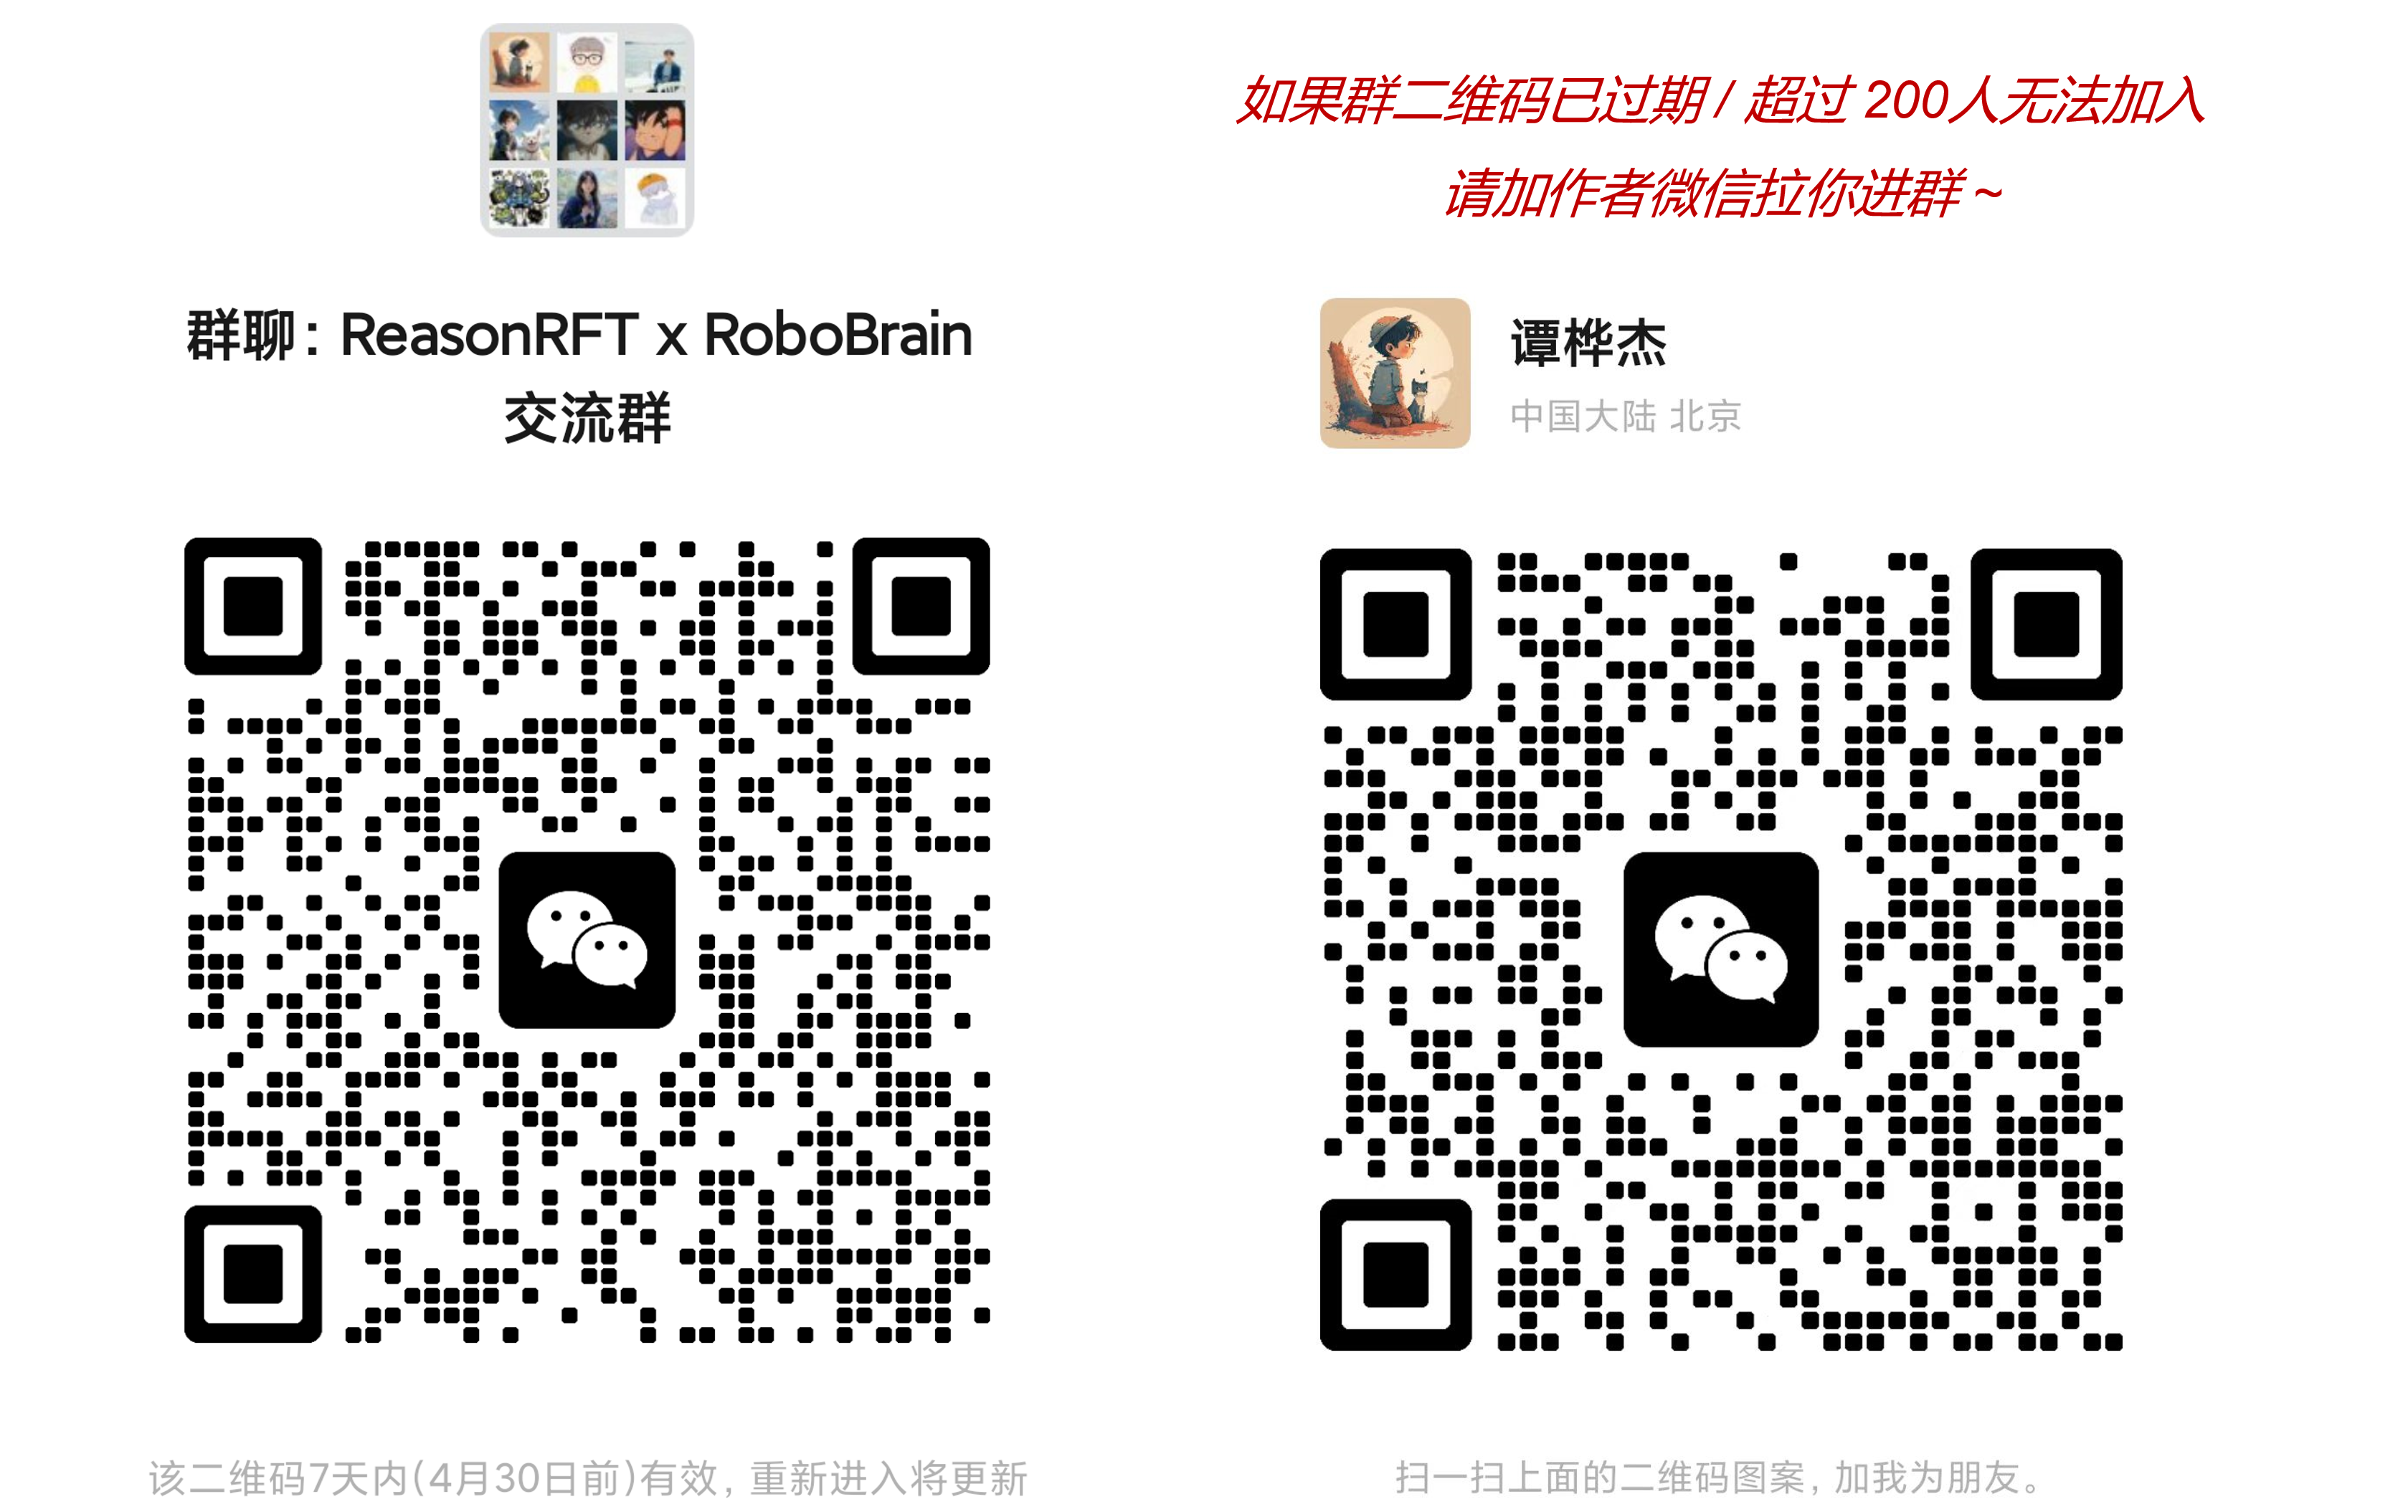 群聊：ReasonRFT x RoboBrain
交流群
该二维码7天内(4月30日前)有效，重新进入将更新
如果群二维码已过期 / 超过 200人无法加入
请加作者微信拉你进群 ~
谭桦杰
中国大陆 北京
扫一扫上面的二维码图案，加我为朋友。